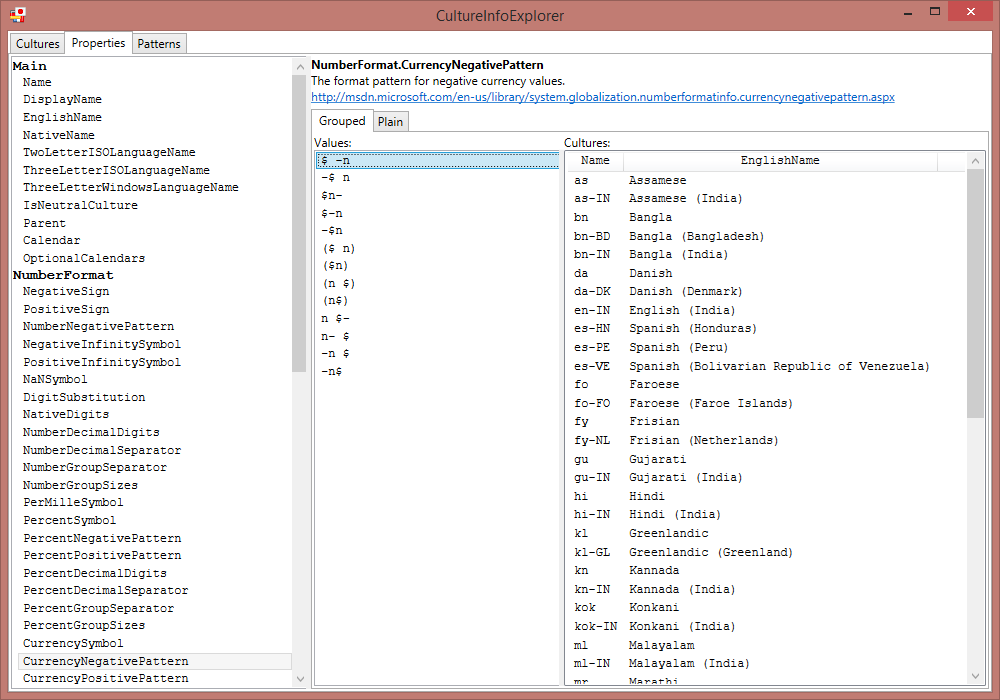 CultureInfoExplorer
Cultures Properties Patterns
Main
Name
DisplayName
EnglishName
NativeName
TwoLetterISOLanguageName
ThreeLetterISOLanguageName
ThreeLetterWindowsLanguageName
IsNeutralCulture
Parent
Calendar
OptionalCalendars
NumberFormat
NegativeSign
PositiveSign
NumberNegativePattern
NegativeInfinitySymbol
PositiveInfinitySymbol
NaNSymbol
DigitSubstitution
NativeDigits
NumberDecimalDigits
NumberDecimalSeparator
NumberGroupSeparator
NumberGroupSizes
PerMilleSymbol
PercentSymbol
PercentNegativePattern
PercentPositivePattern
PercentDecimalDigits
PercentDecimalSeparator
PercentGroupSeparator
PercentGroupSizes
CurrencySymbol
CurrencyNegativePattern
CurrencyPositivePattern
NumberFormat.CurrencyNegativePattern
The format pattern for negative currency values.
http://msdn.microsoft.com/en-us/library/system.globalization.numberformatinfo.currencynegativepattern.aspx
Grouped Plain
Values:
$ -n
-$ n
$n-
$-n
-$n
($ n)
($n)
(n $)
(n$)
n $-
n- $
-n $
-n$
Cultures:
Name EnglishName
as Assamese
as-IN Assamese (India)
bn Bangla
bn-BD Bangla (Bangladesh)
bn-IN Bangla (India)
da Danish
da-DK Danish (Denmark)
en-IN English (India)
es-HN Spanish (Honduras)
es-PE Spanish (Peru)
es-VE Spanish (Bolivarian Republic of Venezuela)
fo Faroese
fo-FO Faroese (Faroe Islands)
fy Frisian
fy-NL Frisian (Netherlands)
gu Gujarati
gu-IN Gujarati (India)
hi Hindi
hi-IN Hindi (India)
kl Greenlandic
kl-GL Greenlandic (Greenland)
kn Kannada
kn-IN Kannada (India)
kok Konkani
kok-IN Konkani (India)
ml Malayalam
ml-IN Malayalam (India)
mr Marathi